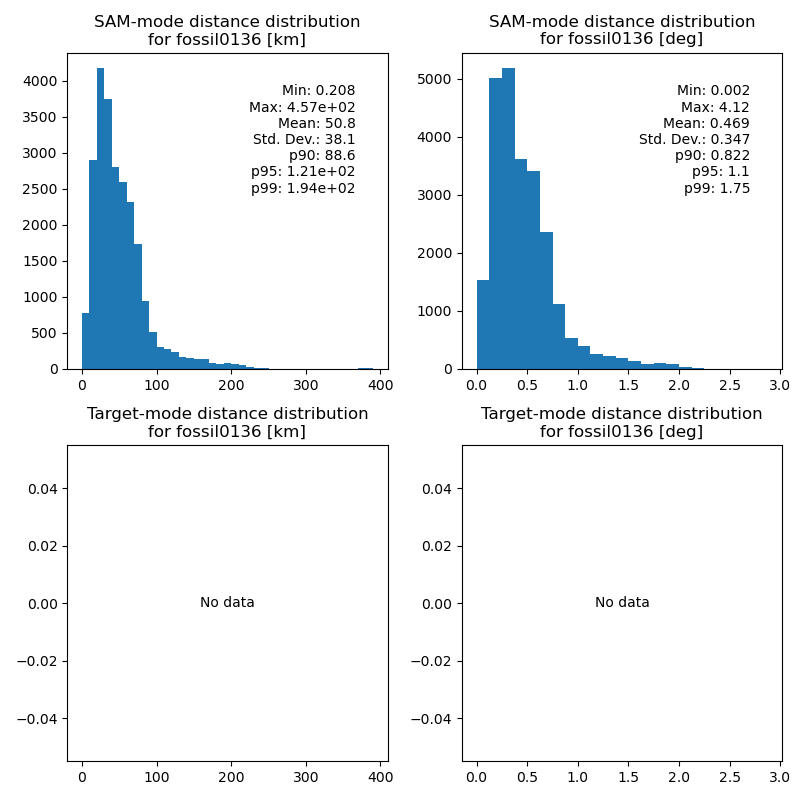 SAM-mode distance distribution
for fossil0136 [km]
4000
3500
3000
2500
2000
1500
1000
500
0
Min: 0.208
Max: 4.57e+02
Mean: 50.8
Std. Dev.: 38.1
p90: 88.6
p95: 1.21e+02
p99: 1.94e+02
0 100 200 300 400
SAM-mode distance distribution
for fossil0136 [deg]
5000
4000
3000
2000
1000
0
Min: 0.002
Max: 4.12
Mean: 0.469
Std. Dev.: 0.347
p90: 0.822
p95: 1.1
p99: 1.75
0.0 0.5 1.0 1.5 2.0 2.5 3.0
Target-mode distance distribution
for fossil0136 [km]
0.04
0.02
0.00
−0.02
−0.04
No data
0 100 200 300 400
Target-mode distance distribution
for fossil0136 [deg]
0.04
0.02
0.00
−0.02
−0.04
No data
0.0 0.5 1.0 1.5 2.0 2.5 3.0